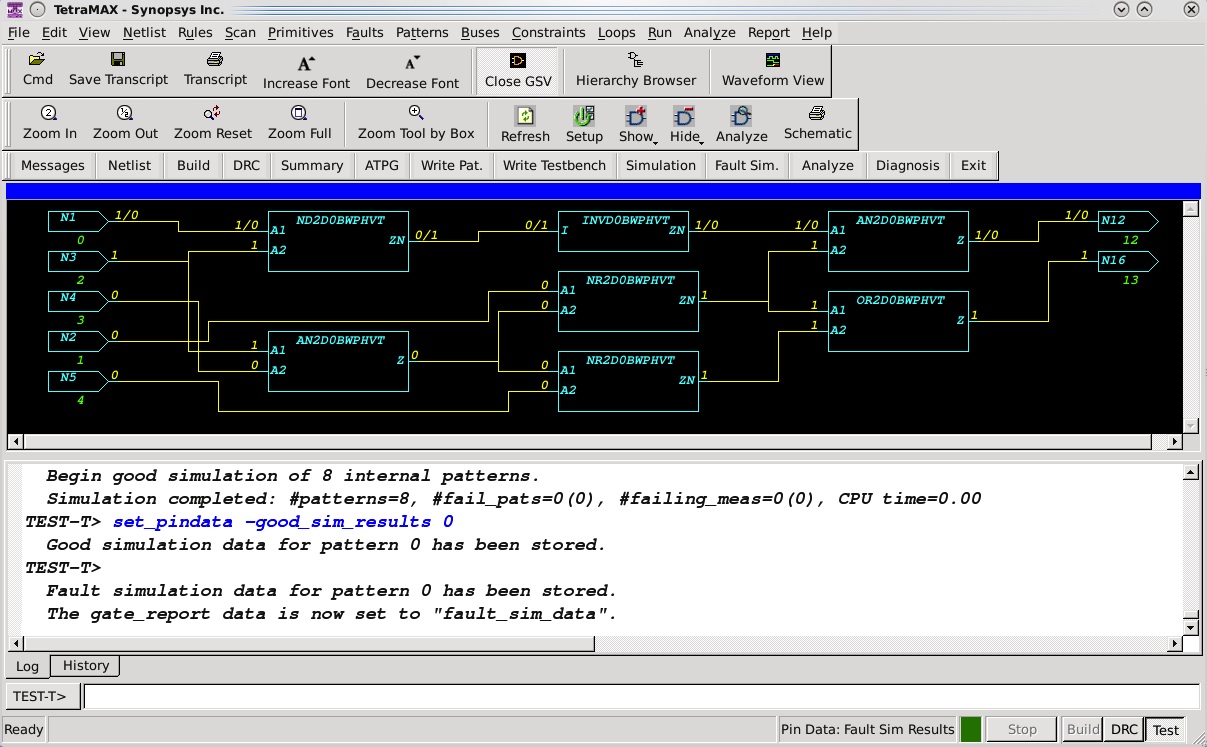 TetraMAX - Synopsys Inc.
File Edit View Netlist Rules Scan Primitives Faults Patterns Buses Constraints Loops Run Analyze Report Help
Cmd Save Transcript Transcript Increase Font Decrease Font Close GSV Hierarchy Browser Waveform View
Zoom In Zoom Out Zoom Reset Zoom Full Zoom Tool by Box Refresh Setup Show Hide Analyze Schematic
Messages Netlist Build DRC Summary ATPG Write Pat. Write Testbench Simulation Fault Sim. Analyze Diagnosis Exit
N1 1/0 ND2D0BWPHVT INVD0BWPHVT AN2D0BWPHVT 1/0 N12
1/0 A1 0/1 I ZN 1/0 1/0 A1
0 ZN 0/1 Z 1/0 12
1 A2 1 A2
N3 1 1 N16
2 NR2D0BWPHVT 13
0 A1
N4 0 ZN 1 OR2D0BWPHVT
0 A2 1 A1
3 Z 1
N2 0 AN2D0BWPHVT 1 A2
1 A1
1 Z 0 NR2D0BWPHVT
0 A2 0 A1
N5 0 ZN 1
0 A2
4
Begin good simulation of 8 internal patterns.
Simulation completed: #patterns=8, #fail_pats=0(0), #failing_meas=0(0), CPU time=0.00
TEST-T> set_pindata -good_sim_results 0
Good simulation data for pattern 0 has been stored.
TEST-T>
Fault simulation data for pattern 0 has been stored.
The gate_report data is now set to "fault_sim_data".
Log History
TEST-T>
Ready Pin Data: Fault Sim Results Stop Build DRC Test